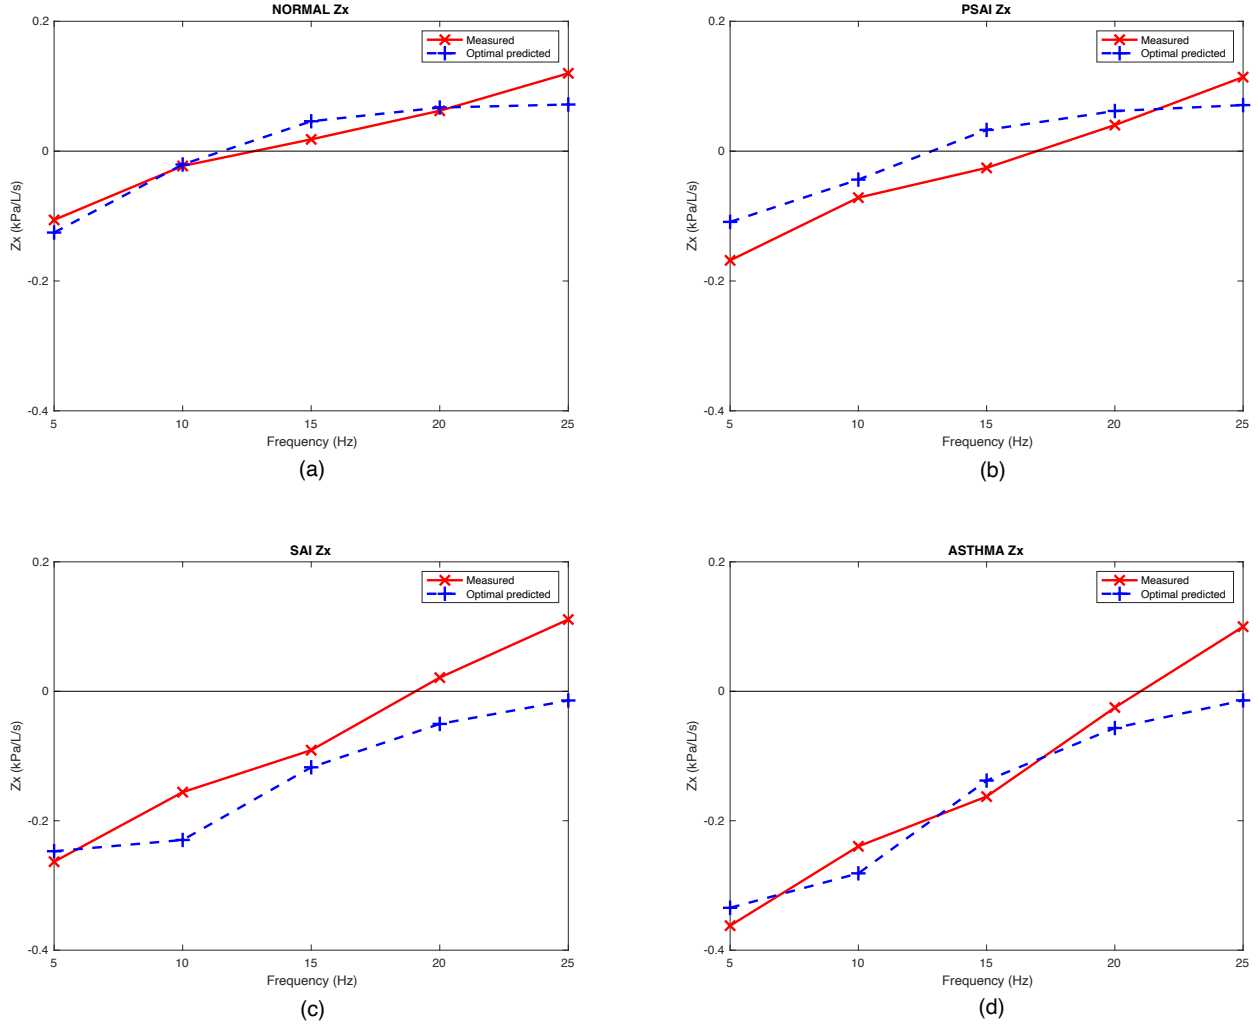 NORMAL Zx
0.2
0
-0.2
-0.4
Zx (kPa/L/s)
5
10
15
20
25
Frequency (Hz)
Measured
Optimal predicted
(a)
PSAI Zx
0.2
0
-0.2
-0.4
Zx (kPa/L/s)
5
10
15
20
25
Frequency (Hz)
Measured
Optimal predicted
(b)
SAI Zx
0.2
0
-0.2
-0.4
Zx (kPa/L/s)
5
10
15
20
25
Frequency (Hz)
Measured
Optimal predicted
(c)
ASTHMA Zx
0.2
0
-0.2
-0.4
Zx (kPa/L/s)
5
10
15
20
25
Frequency (Hz)
Measured
Optimal predicted
(d)